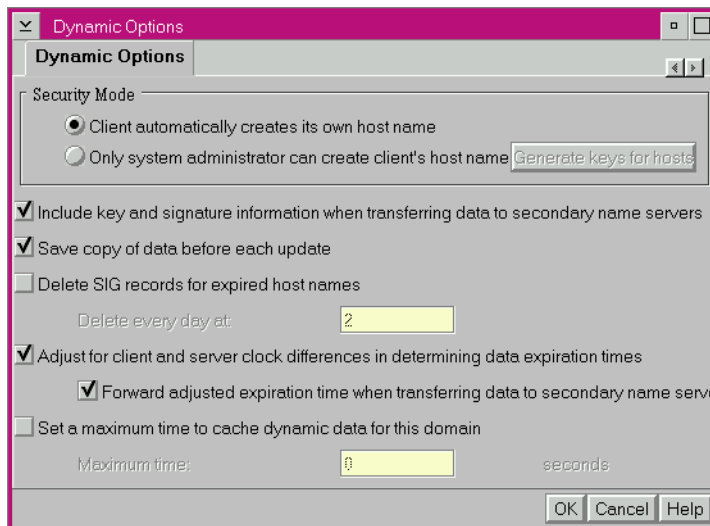 Dynamic Options
Dynamic Options
Security Mode
Client automatically creates its own host name
Only system administrator can create client's host name Generate keys for hosts
Include key and signature information when transferring data to secondary name servers
Save copy of data before each update
Delete SIG records for expired host names
Delete every day at: 2
Adjust for client and server clock differences in determining data expiration times
Forward adjusted expiration time when transferring data to secondary name serve
Set a maximum time to cache dynamic data for this domain
Maximum time: 0 seconds
OK Cancel Help